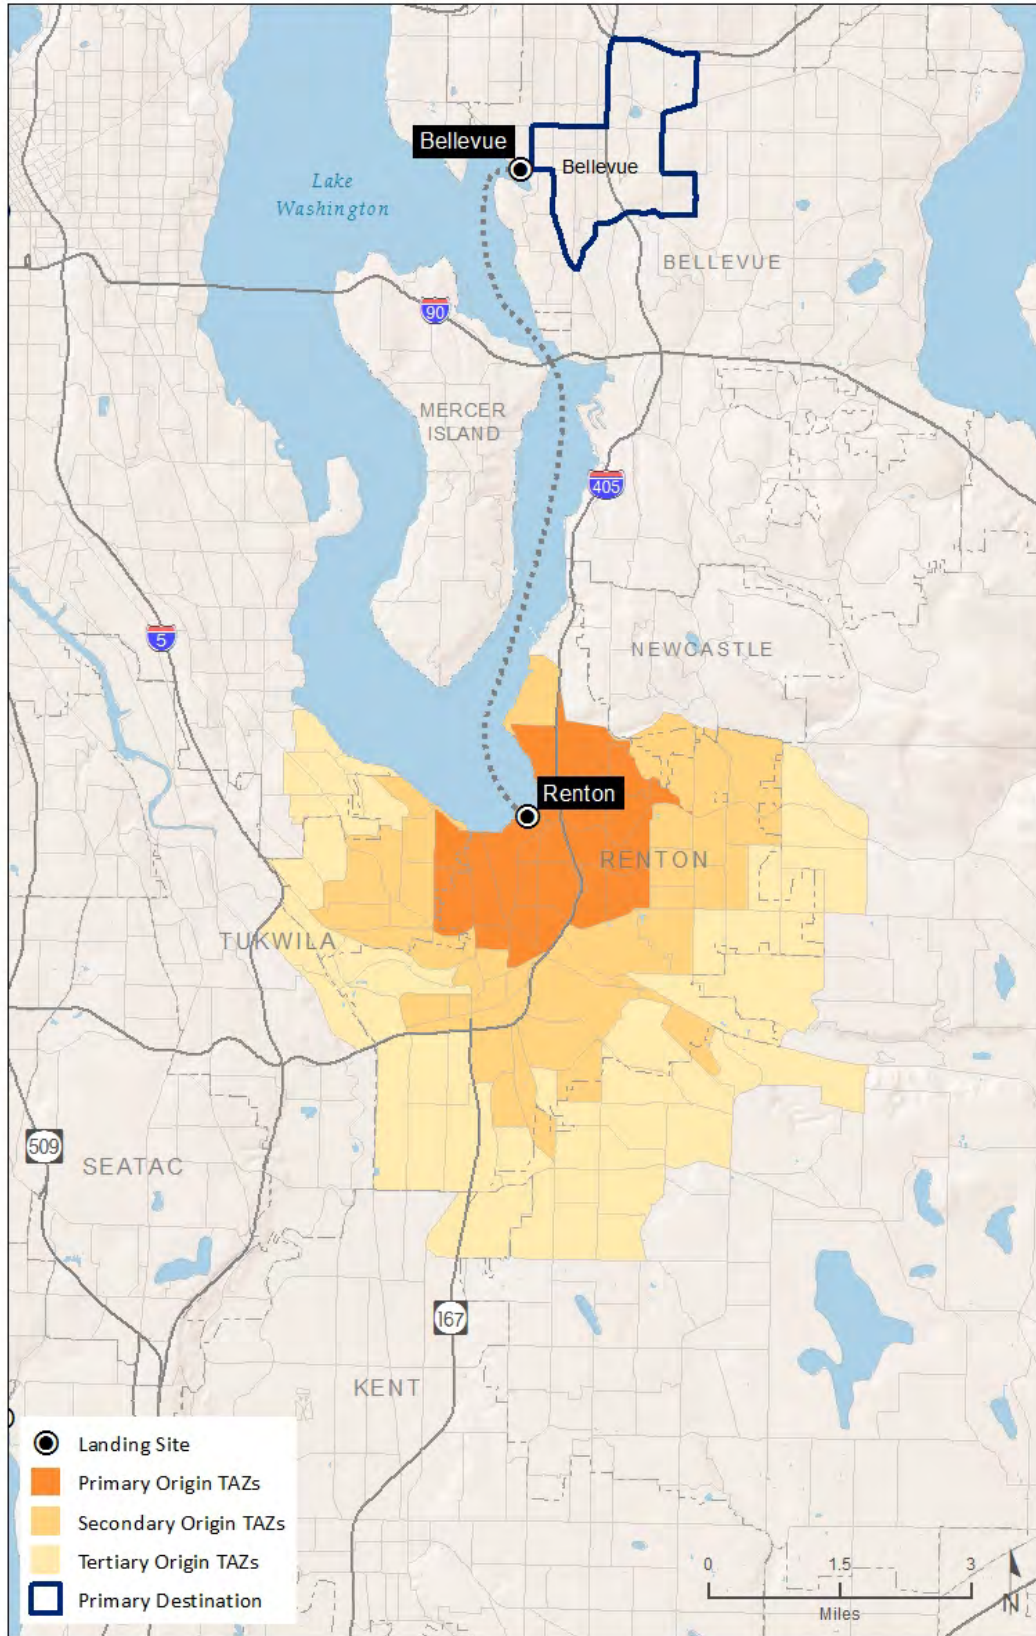 Bellevue
Bellevue
Lake
Washington
BELLEVUE
90
MERCER
ISLAND
405
5
NEWCASTLE
Renton
RENTON
TUKWILA
509
SEATAC
167
KENT
Landing Site
Primary Origin TAZs
Secondary Origin TAZs
Tertiary Origin TAZs
Primary Destination
0 1.5 3
Miles
N